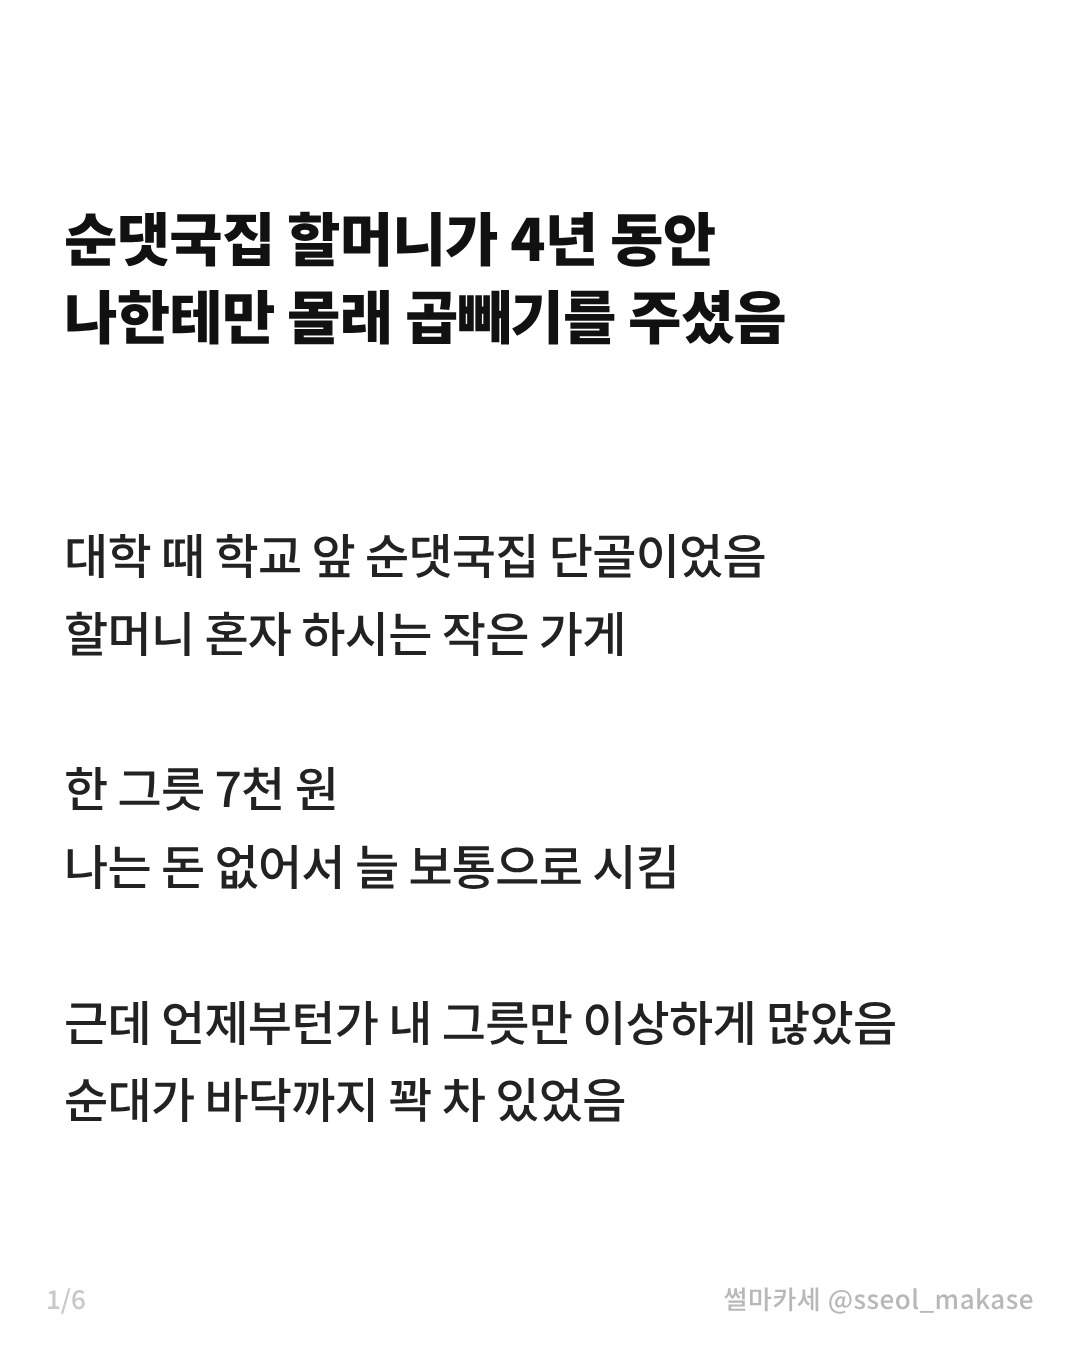 순댓국집 할머니가 4년 동안
나한테만 몰래 곱빼기를 주셨음
대학 때 학교 앞 순댓국집 단골이었음
할머니 혼자 하시는 작은 가게
한 그릇 7천 원
나는 돈 없어서 늘 보통으로 시킴
근데 언제부턴가 내 그릇만 이상하게 많았음
순대가 바닥까지 꽉 차 있었음
1/6
썰마카세 @sseol_makase